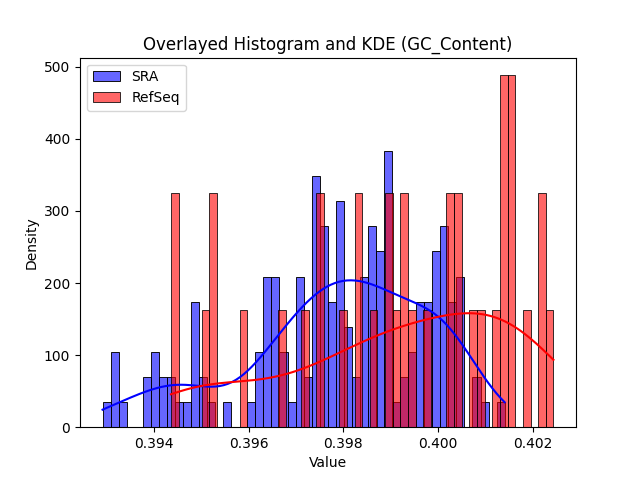 Overlayed Histogram and KDE (GC_Content)
SRA
RefSeq
500
400
300
200
100
0
Density
0.394 0.396 0.398 0.400 0.402
Value